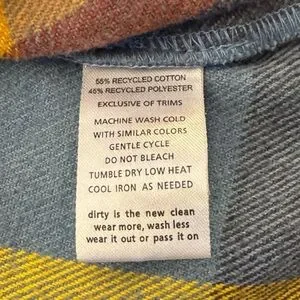 55% RECYCLED COTTON
45% RECYCLED POLYESTER
EXCLUSIVE OF TRIMS
MACHINE WASH COLD
WITH SIMILAR COLORS
GENTLE CYCLE
DO NOT BLEACH
TUMBLE DRY LOW HEAT
COOL IRON AS NEEDED
dirty is the new clean
wear more, wash less
wear it out or pass it on